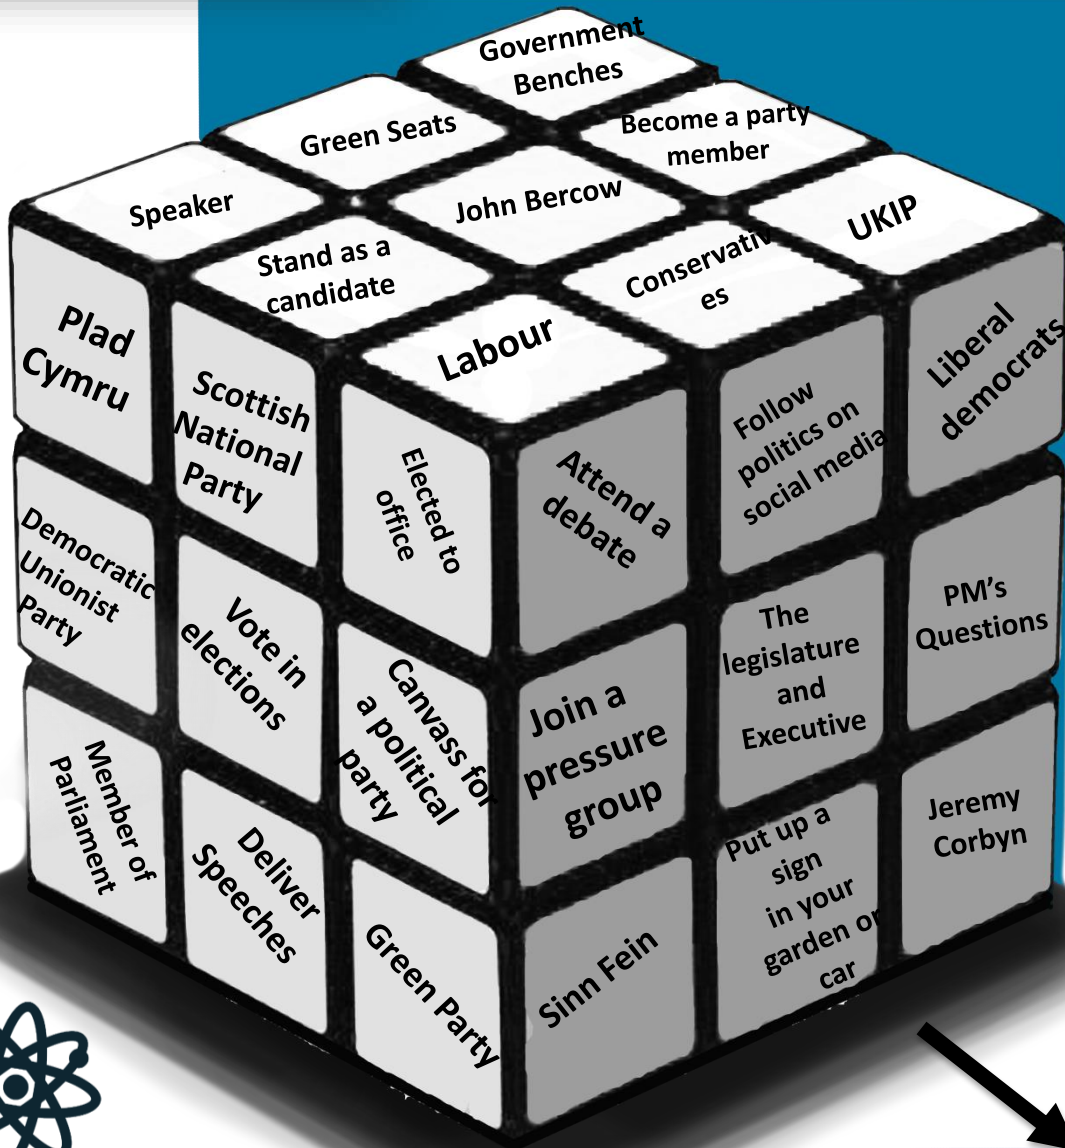 Government
Benches
Green Seats
Become a party
member
Speaker
John Bercow
UKIP
Stand as a
candidate
Conservativ
es
Labour
Plad
Cymru
Scottish
National
Party
Elected to
office
Democratic
Unionist
Party
Vote in
elections
Canvass for
a political
party
Member of
Parliament
Deliver
Speeches
Green Party
Attend a
debate
Follow
politics on
social media
Liberal
democrats
Join a
pressure
group
The
legislature
and
Executive
PM’s
Questions
Sinn Fein
Put up a
sign
in your
garden or
car
Jeremy
Corbyn